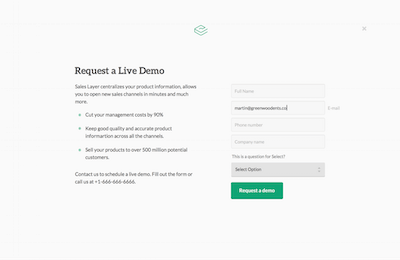 Request a Live Demo
Sales Layer centralizes your product information, allows
you to open new sales channels in minutes and much
more.
Cut your management costs by 90%.
Keep good quality and accurate product
information across all the channels.
Sell your products to over 500 million potential
customers.
Contact us to schedule a live demo. Fill out the form or
call us at +1-666-666-6666.
Full Name
martin@greenwoodents.co
E-mail
Phone number
Company name
This is a question for Select?
Select Option
Request a demo